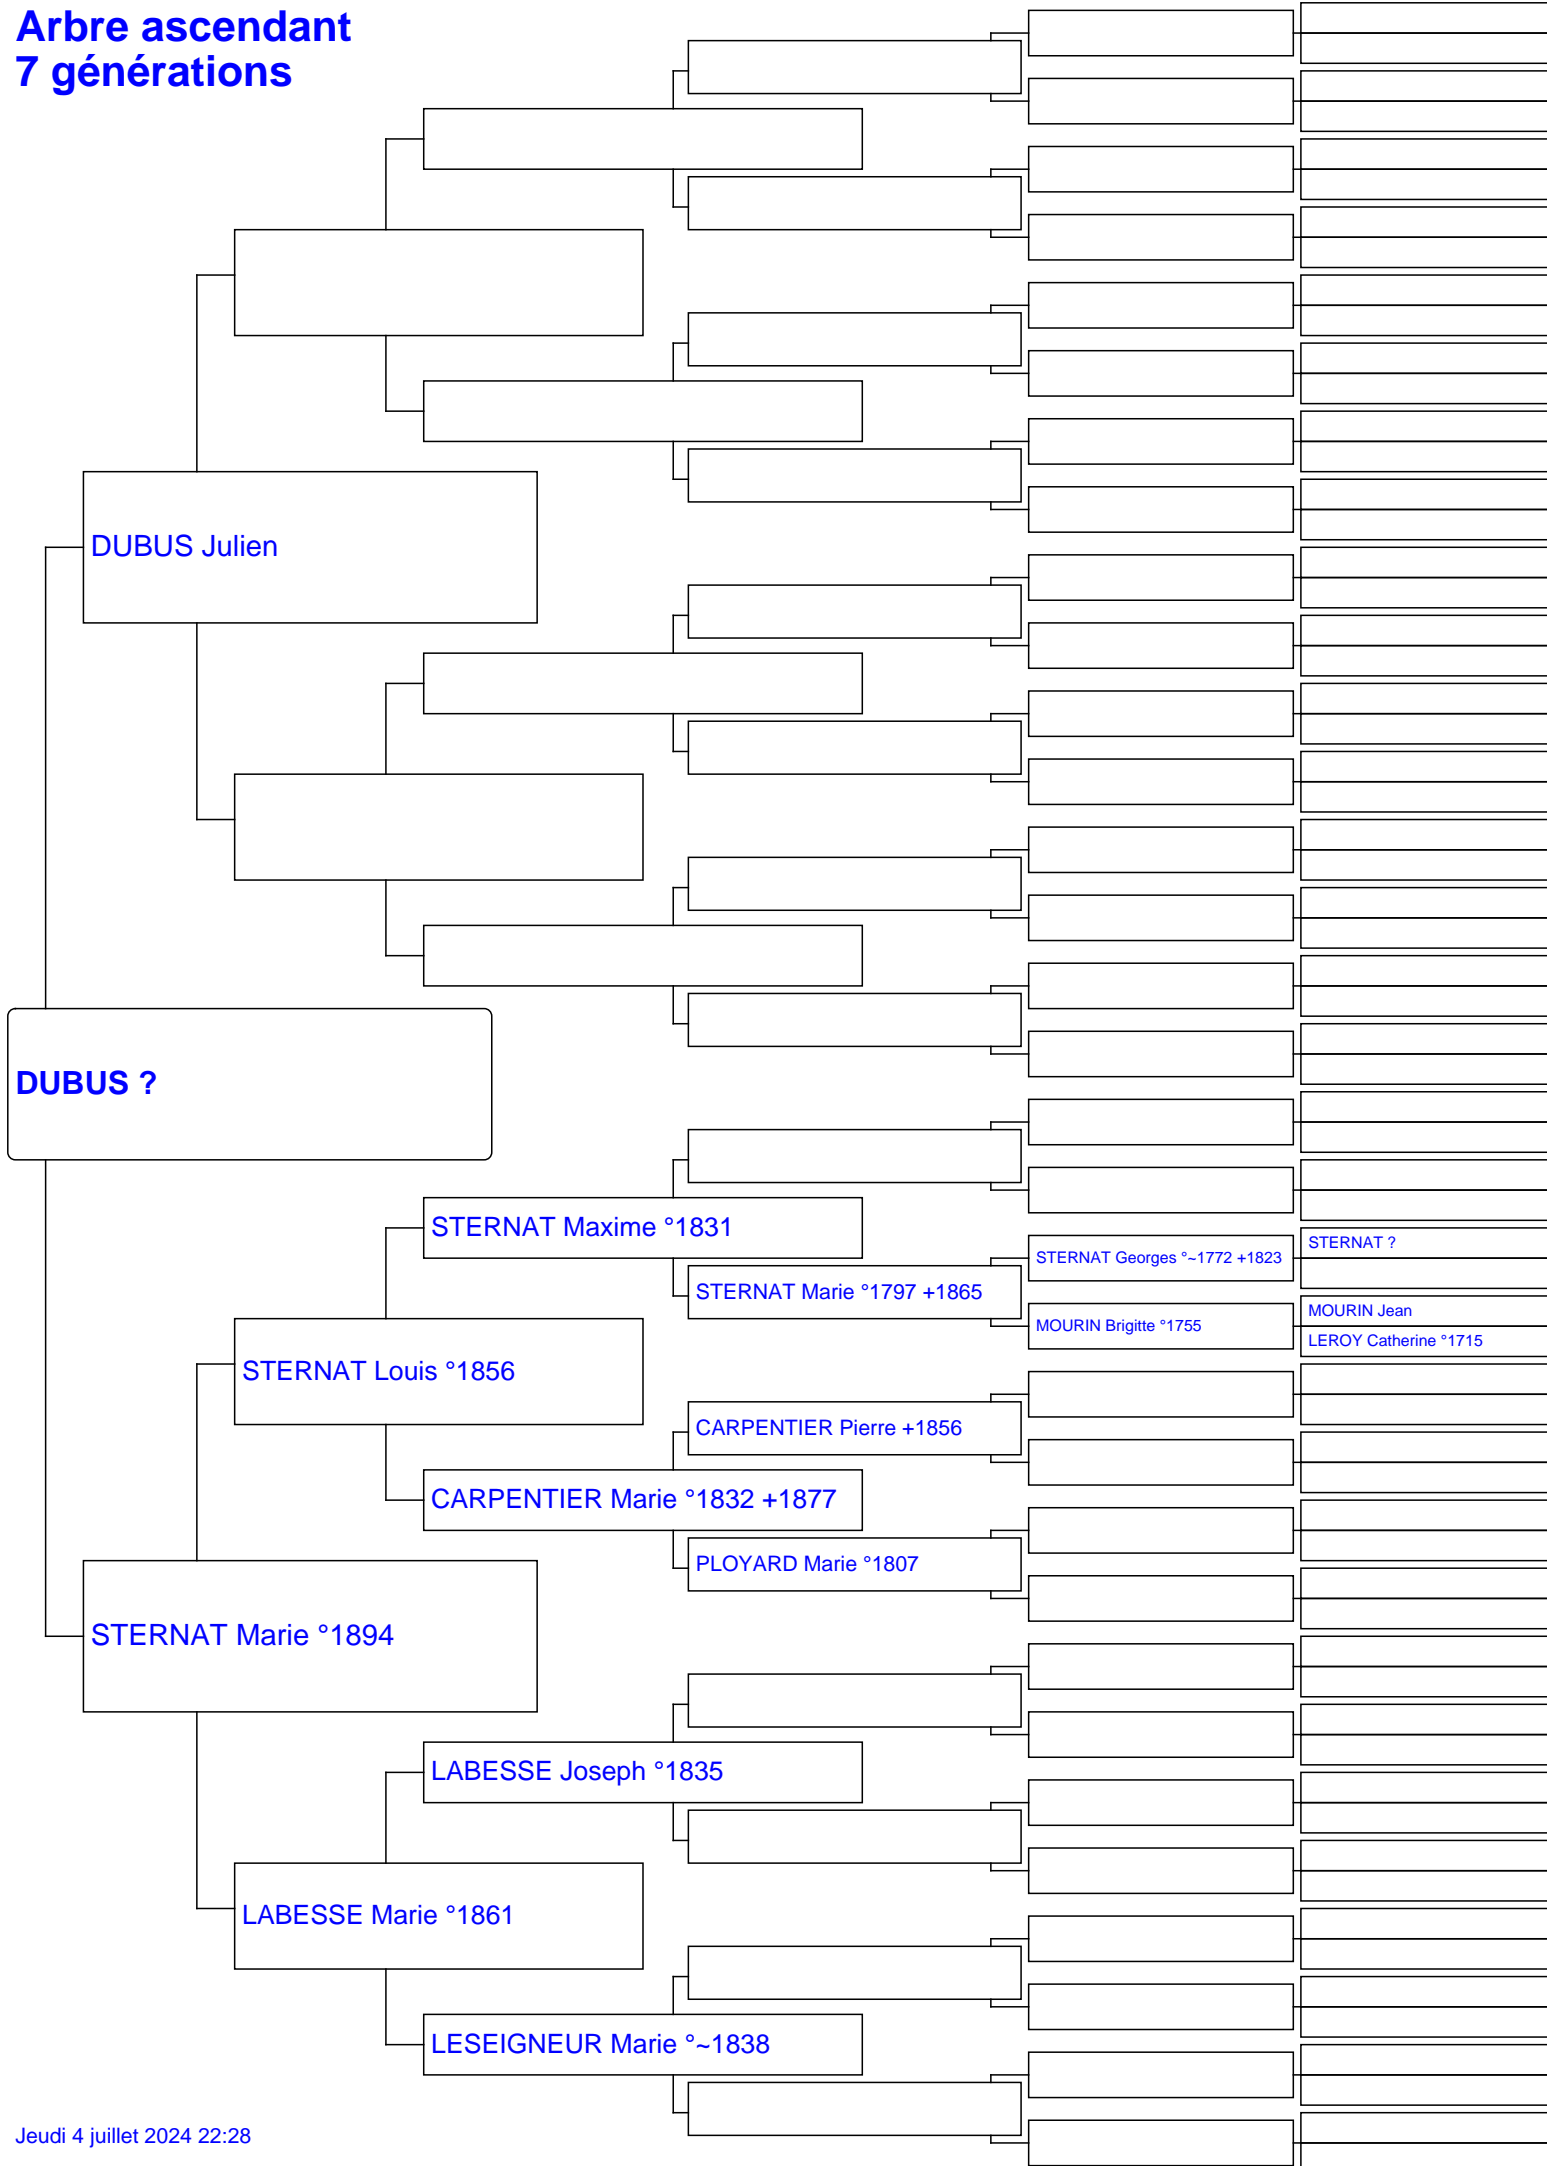 Arbre ascendant
7 générations
DUBUS Julien
DUBUS ?
STERNAT Maxime °1831
STERNAT Georges °~1772 +1823
STERNAT ?
STERNAT Marie °1797 +1865
MOURIN Brigitte °1755
MOURIN Jean
LEROY Catherine °1715
STERNAT Louis °1856
CARPENTIER Pierre +1856
CARPENTIER Marie °1832 +1877
PLOYARD Marie °1807
STERNAT Marie °1894
LABESSE Joseph °1835
LABESSE Marie °1861
LESEIGNEUR Marie °~1838
Jeudi 4 juillet 2024 22:28